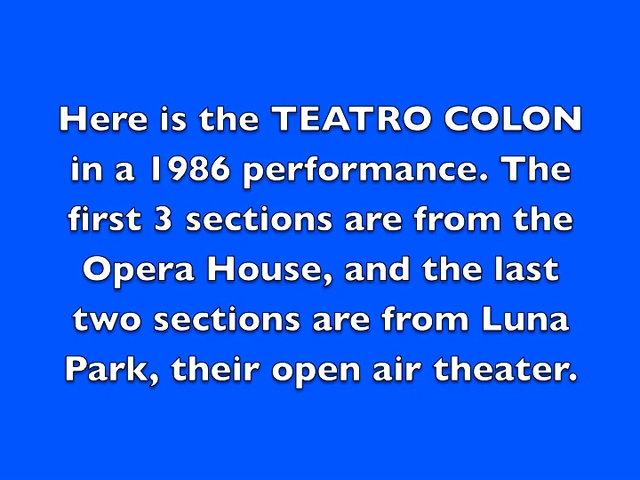 Here is the TEATRO COLON
in a 1986 performance. The
first 3 sections are from the
Opera House, and the last
two sections are from Luna
Park, their open air theater.